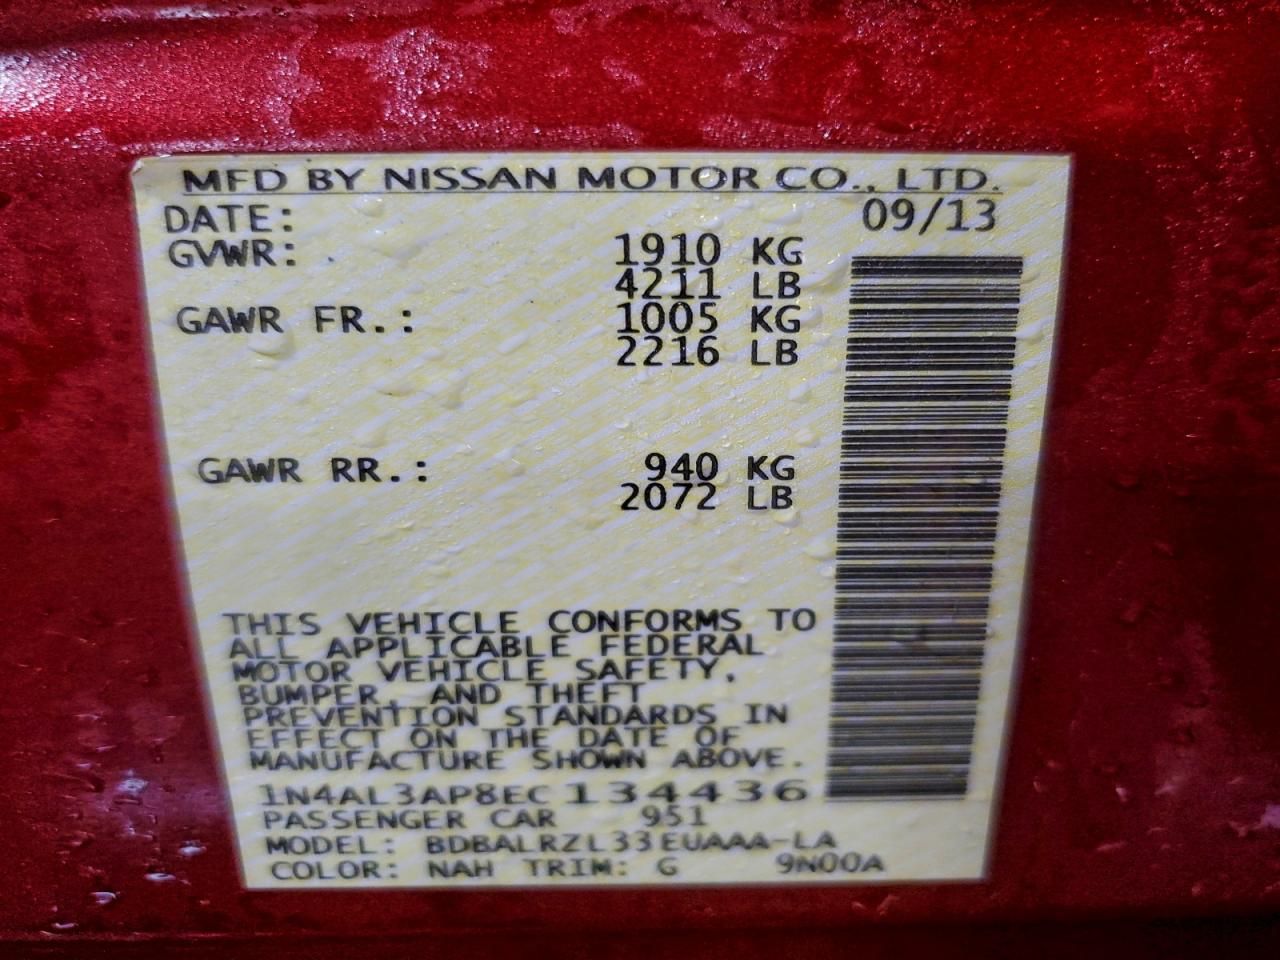 MFD BY NISSAN MOTOR CO., LTD.
DATE: 09/13
GVWR: 1910 KG
4211 LB
GAWR FR.: 1005 KG
2216 LB
GAWR RR.: 940 KG
2072 LB
THIS VEHICLE CONFORMS TO
ALL APPLICABLE FEDERAL
MOTOR VEHICLE SAFETY,
BUMPER, AND THEFT
PREVENTION STANDARDS IN
EFFECT ON THE DATE OF
MANUFACTURE SHOWN ABOVE.
1N4AL3AP8EC134436
PASSENGER CAR 951
MODEL: BDBALRZL33EUAAA-LA
COLOR: NAH TRIM: G 9N00A